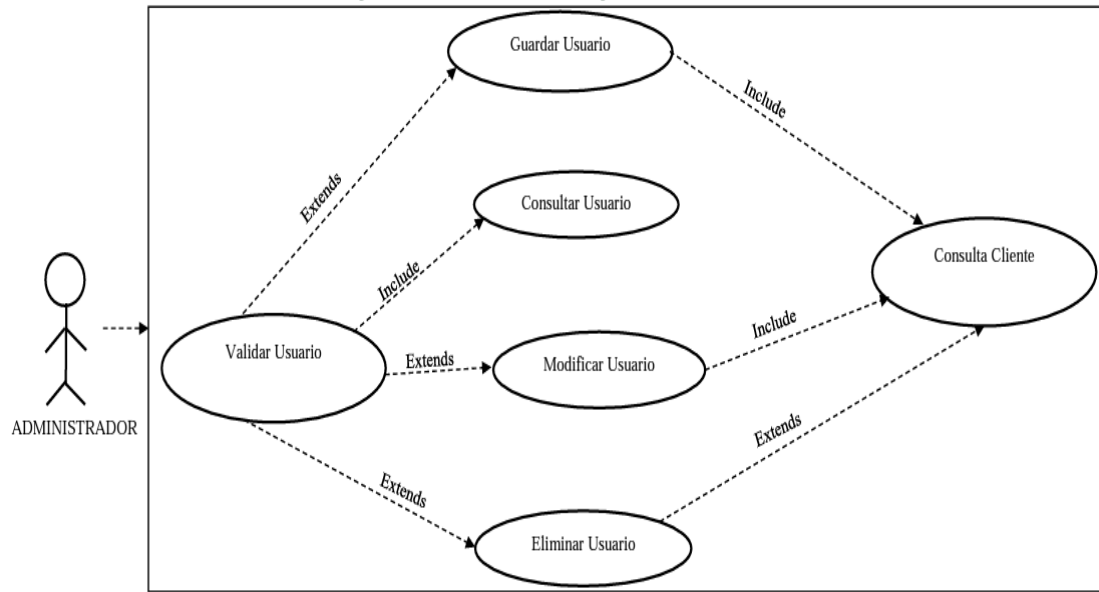 Guardar Usuario
Include
Extends
Consultar Usuario
Consulta Cliente
Include
Include
Validar Usuario
Extends
Modificar Usuario
ADMINISTRADOR
Extends
Extends
Eliminar Usuario